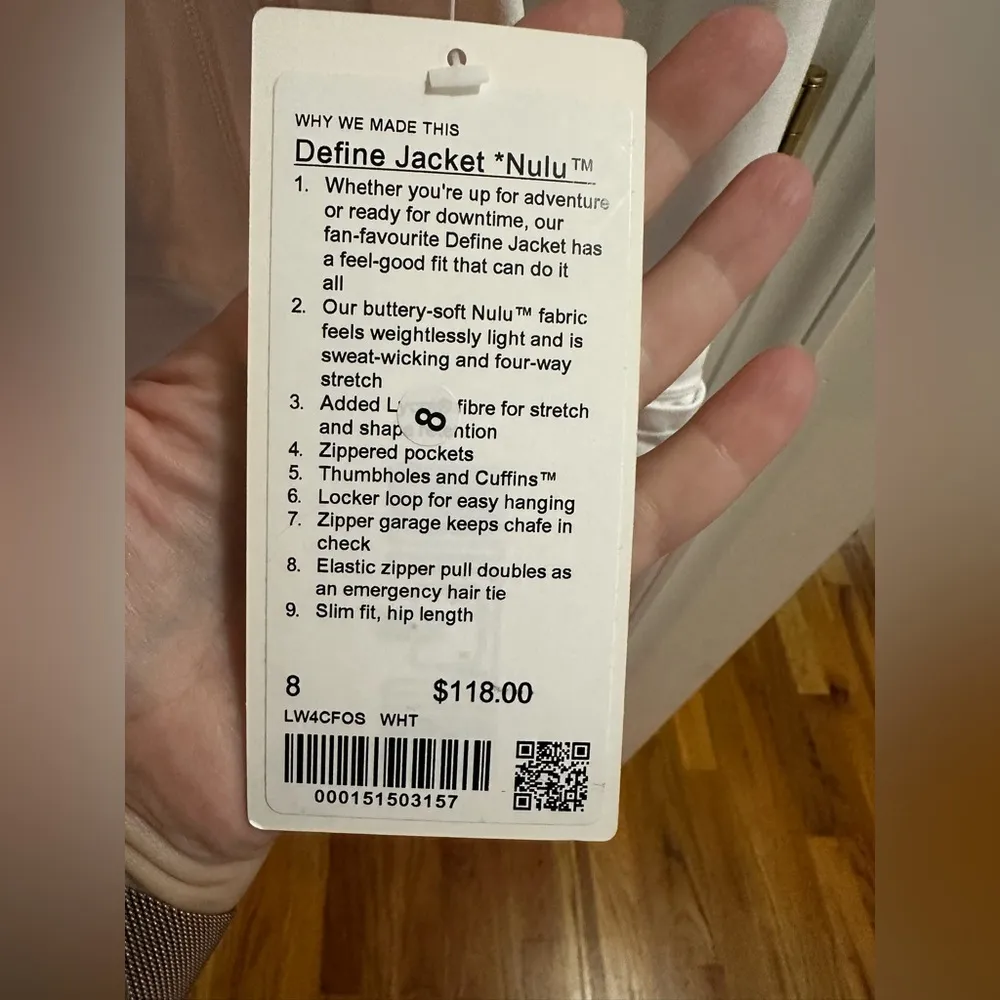 WHY WE MADE THIS
Define Jacket *Nulu™
1. Whether you're up for adventure
or ready for downtime, our
fan-favourite Define Jacket has
a feel-good fit that can do it
all
2. Our buttery-soft Nulu™ fabric
feels weightlessly light and is
sweat-wicking and four-way
stretch
3. Added fibre for stretch
and
8
4. Zippered pockets
5. Thumbholes and Cuffins™
6. Locker loop for easy hanging
7. Zipper garage keeps chafe in
check
8. Elastic zipper pull doubles as
an emergency hair tie
9. Slim fit, hip length
8 $118.00
LW4CFOS WHT
000151503157